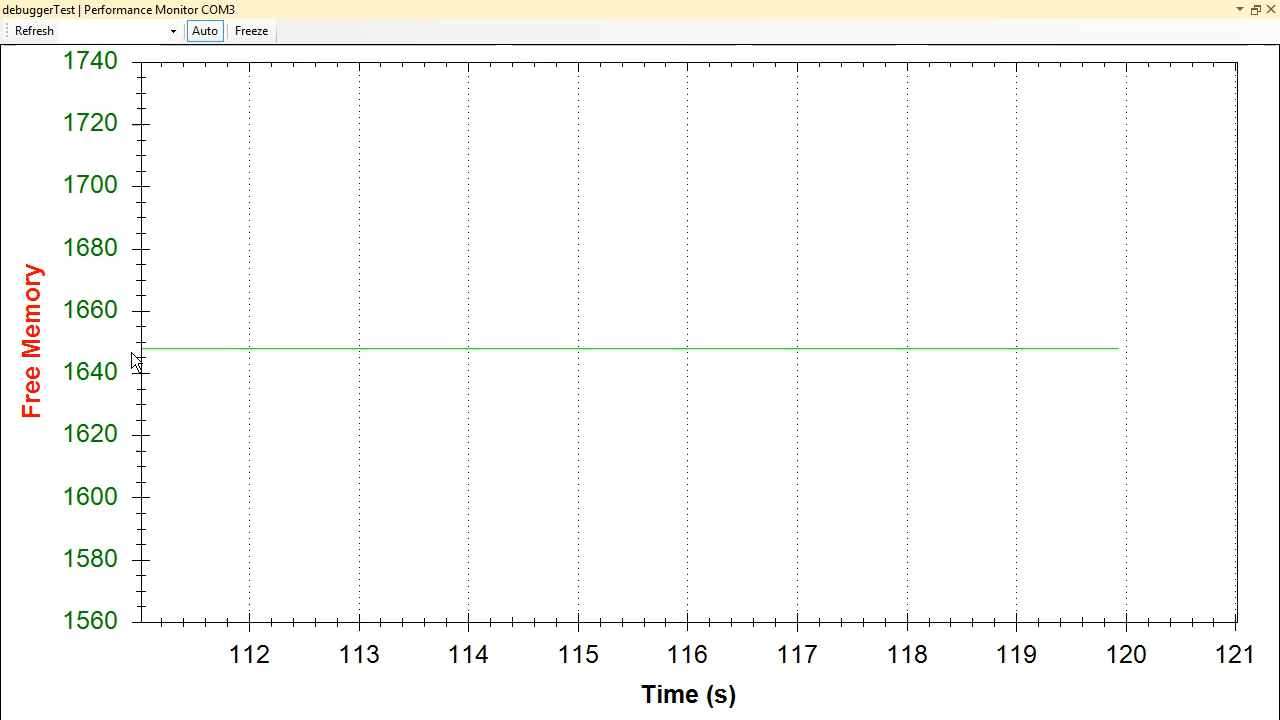 debuggerTest | Performance Monitor COM3
Refresh Auto Freeze
1740
1720
1700
1680
1660
1640
1620
1600
1580
1560
Free Memory
112 113 114 115 116 117 118 119 120 121
Time (s)